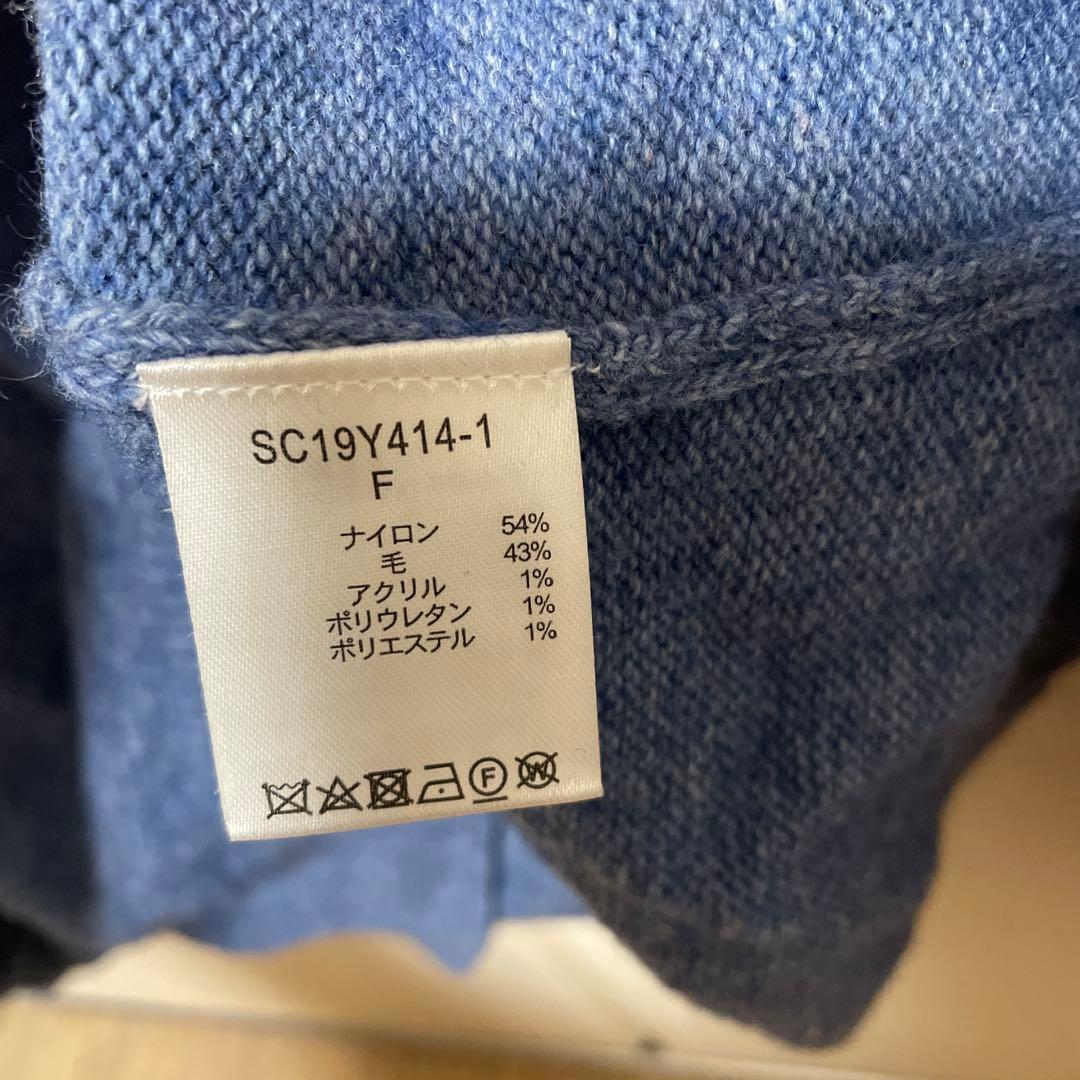 SC19Y414-1
F
ナイロン 54%
毛 43%
アクリル 1%
ポリウレタン 1%
ポリエステル 1%
F W